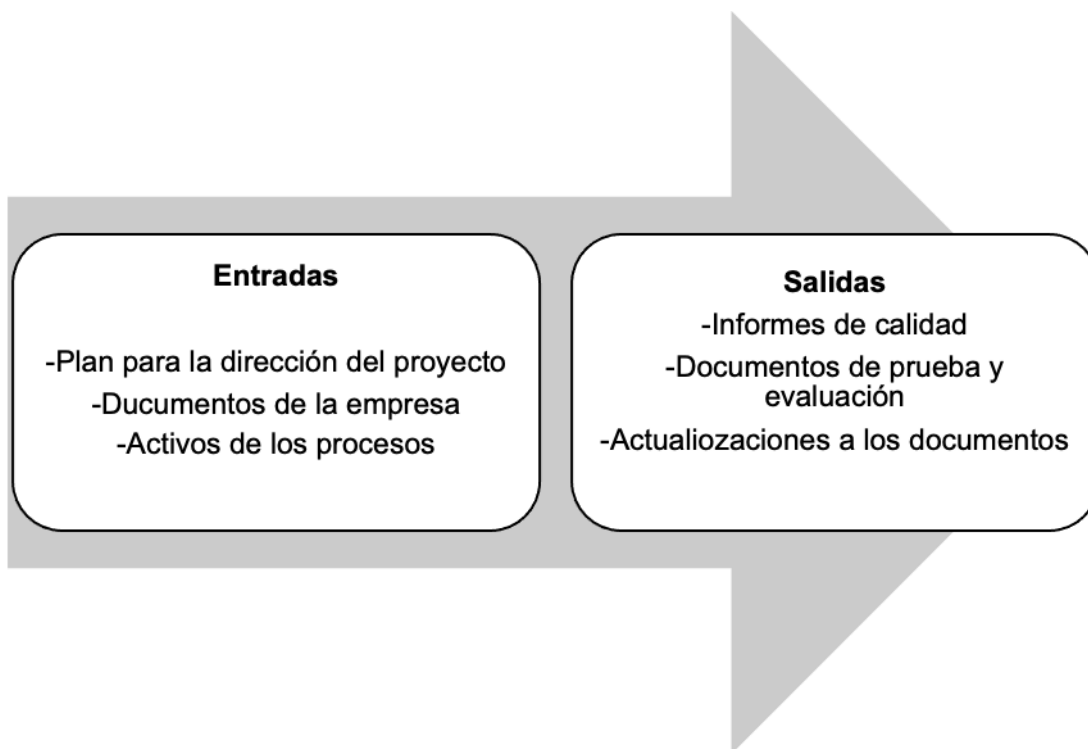 Entradas
-Plan para la dirección del proyecto
-Ducumentos de la empresa
-Activos de los procesos
Salidas
-Informes de calidad
-Documentos de prueba y
evaluación
-Actualiozaciones a los documentos